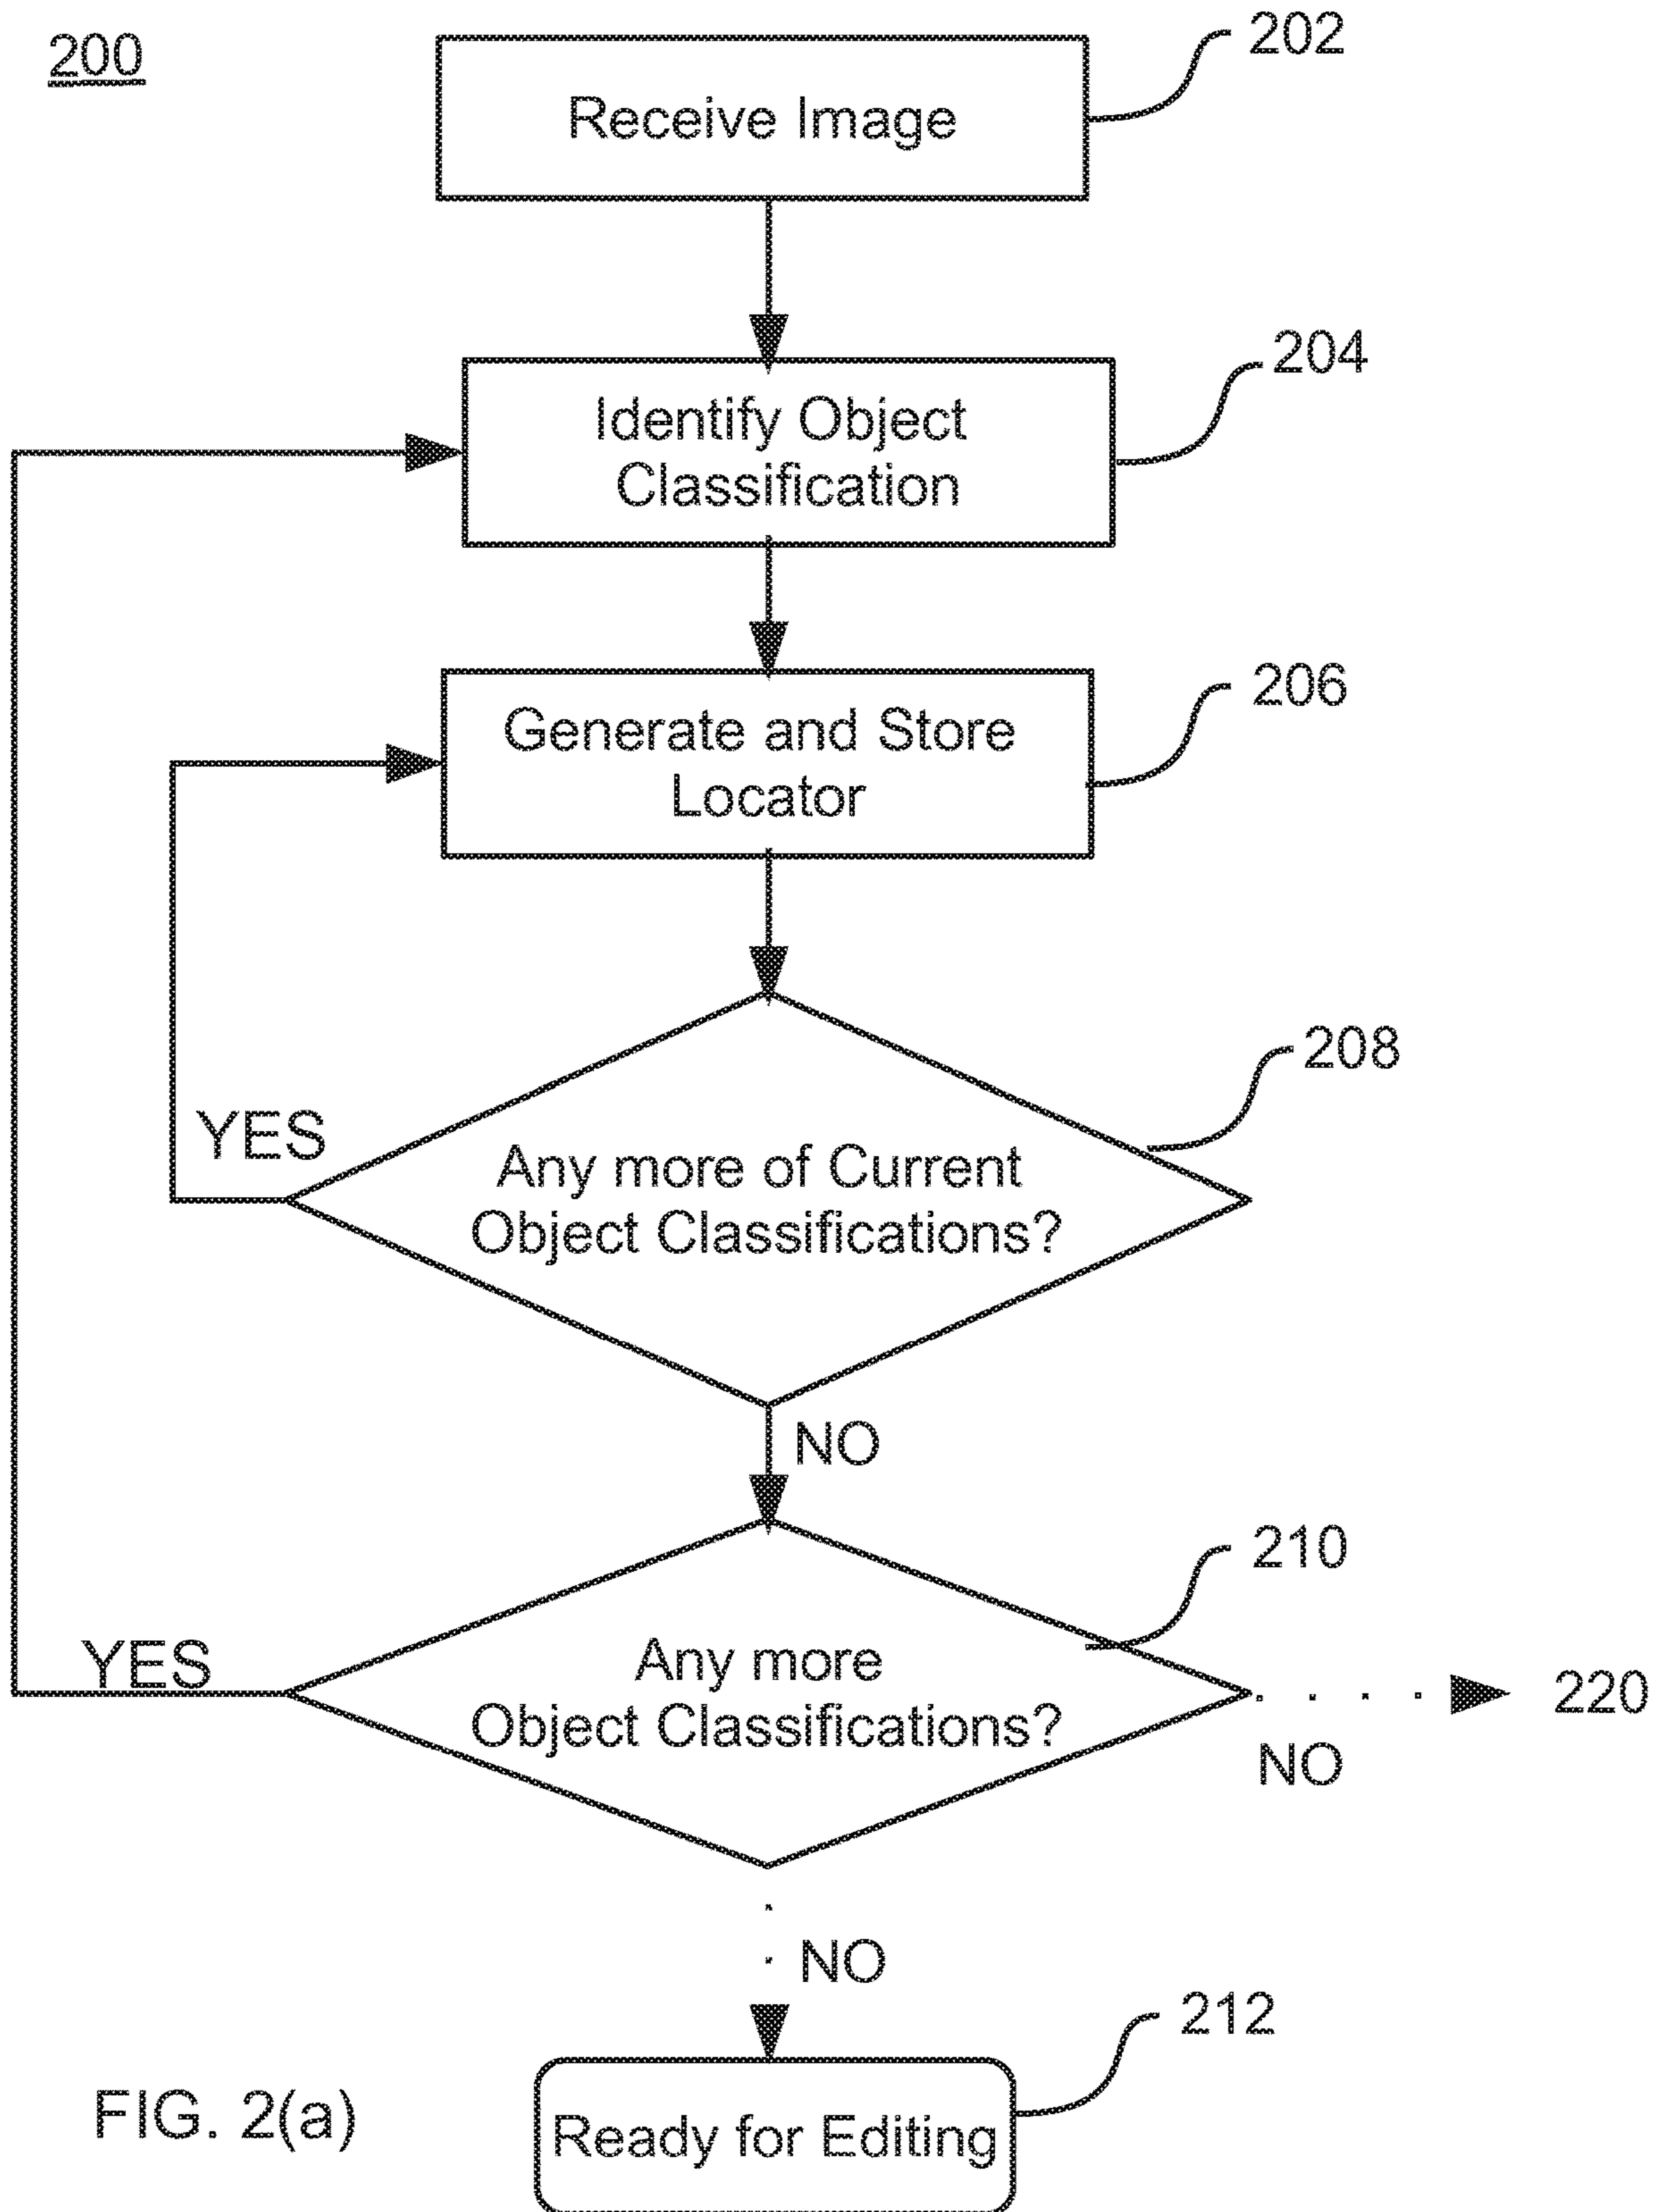 200
202
Receive Image
204
Identify Object
Classification
206
Generate and Store
Locator
208
YES
Any more of Current
Object Classifications?
NO
210
YES
Any more
Object Classifications?
220
NO
NO
212
FIG. 2(a)
Ready for Editing